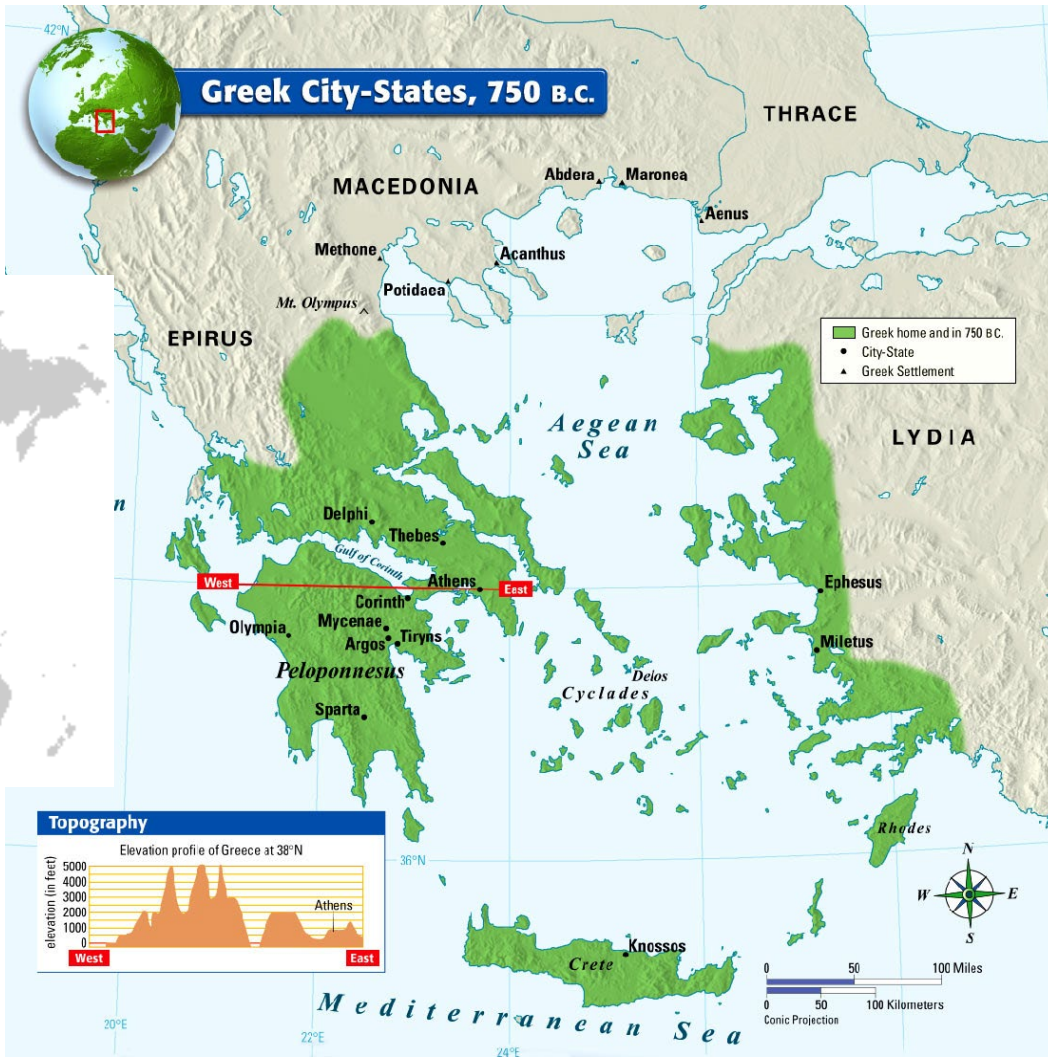 42°N
Greek City-States, 750 B.C.
THRACE
MACEDONIA
Abdera
Maronea
Aenus
Methone
Acanthus
Potidaea
Mt. Olympus
EPIRUS
Greek home and in 750 B.C.
City-State
Greek Settlement
Aegean
Sea
LYDIA
n
Delphi
Thebes
Gulf of Corinth
West
Athens
East
Corinth
Ephesus
Mycenae
Olympia
Argos
Tiryns
Miletus
Peloponnesus
Delos
Cyclades
Sparta
Rhodes
Topography
Elevation profile of Greece at 38°N
elevation (in feet)
5000
4000
3000
2000
1000
0
Athens
West
East
36°N
N
W
E
S
Knossos
Crete
0 50 100 Miles
0 50 100 Kilometers
Conic Projection
Mediterranean Sea
20°E
22°E
24°E